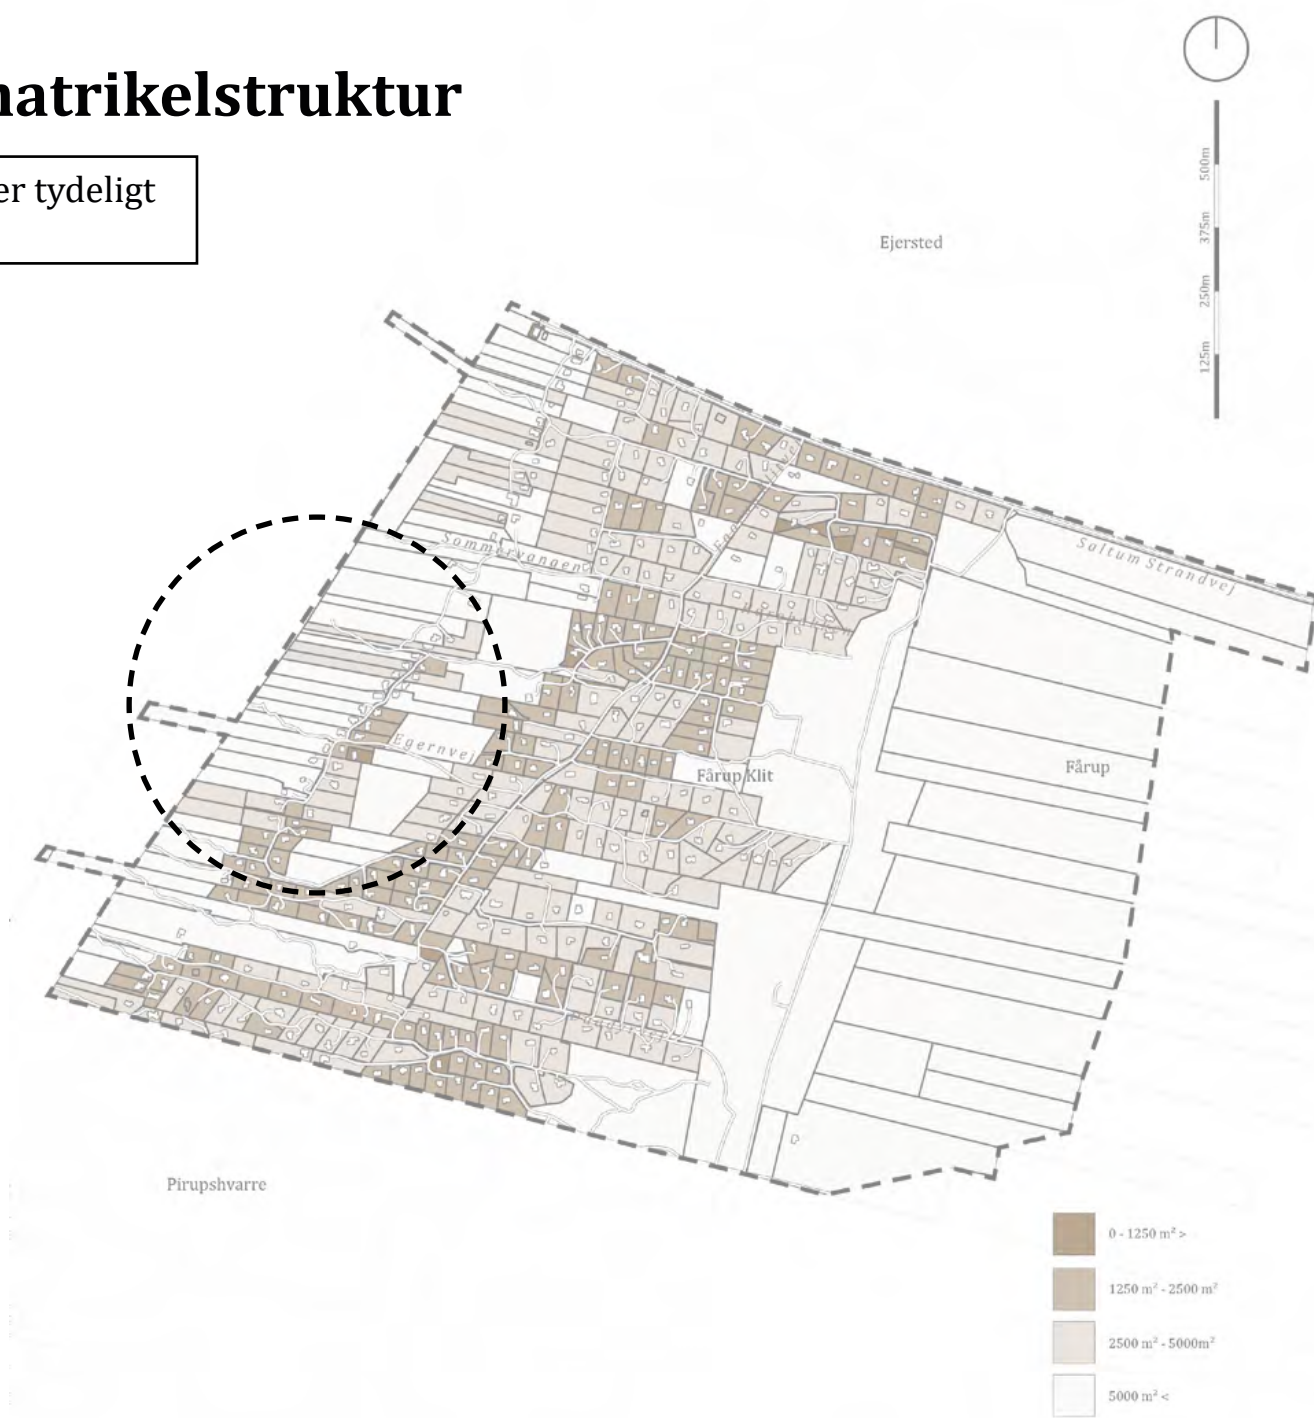 natrikelstruktur
er tydeligt
500m
375m
250m
125m
Ejersted
Saltum Strandvej
Sommervangen
Egernvej
Fårup Klit
Fårup
Pirupshvarre
0 - 1250 m² >
1250 m² - 2500 m²
2500 m² - 5000m²
5000 m² <